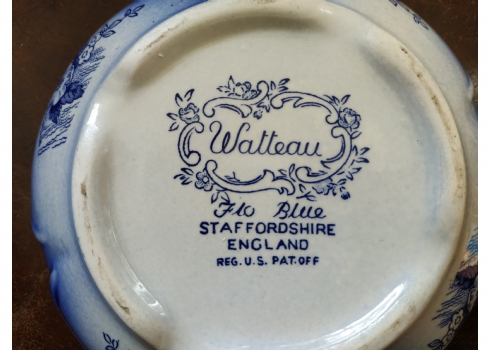 Watteau
Flo Blue
STAFFORDSHIRE
ENGLAND
REG. U.S. PAT. OFF